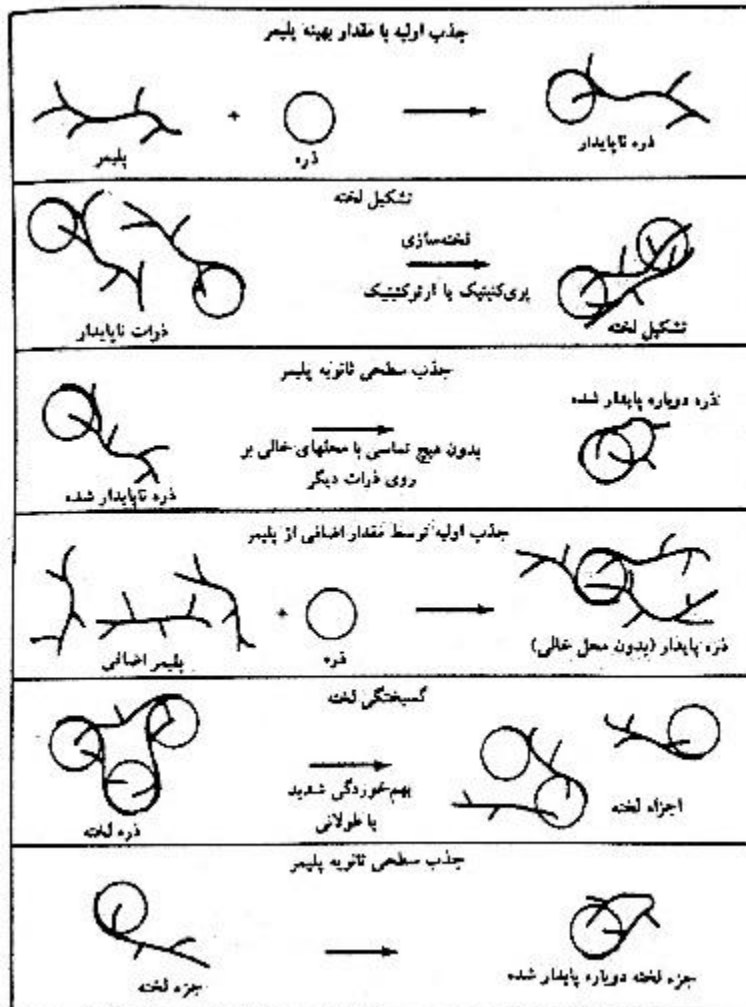 جذب اولیه با مقدار بهینه پلیمر
پلیمر
+
ذره
ذره ناپایدار
تشکیل لخته
ذرات ناپایدار
لخته‌سازی
پری‌کنیتیک یا ارتوکنیتیک
تشکیل لخته
جذب سطحی ثانویه پلیمر
ذره ناپایدار شده
بدون هیچ تماسی با محلهای خالی بر
روی ذرات دیگر
ذره دوباره پایدار شده
جذب اولیه توسط مقدار اضافی از پلیمر
پلیمر اضافی
+
ذره
ذره پایدار (بدون محل خالی)
گسیختگی لخته
ذره لخته
بهم‌خوردگی شدید
یا طولانی
اجزاء لخته
جذب سطحی ثانویه پلیمر
جزء لخته
جزء لخته دوباره پایدار شده